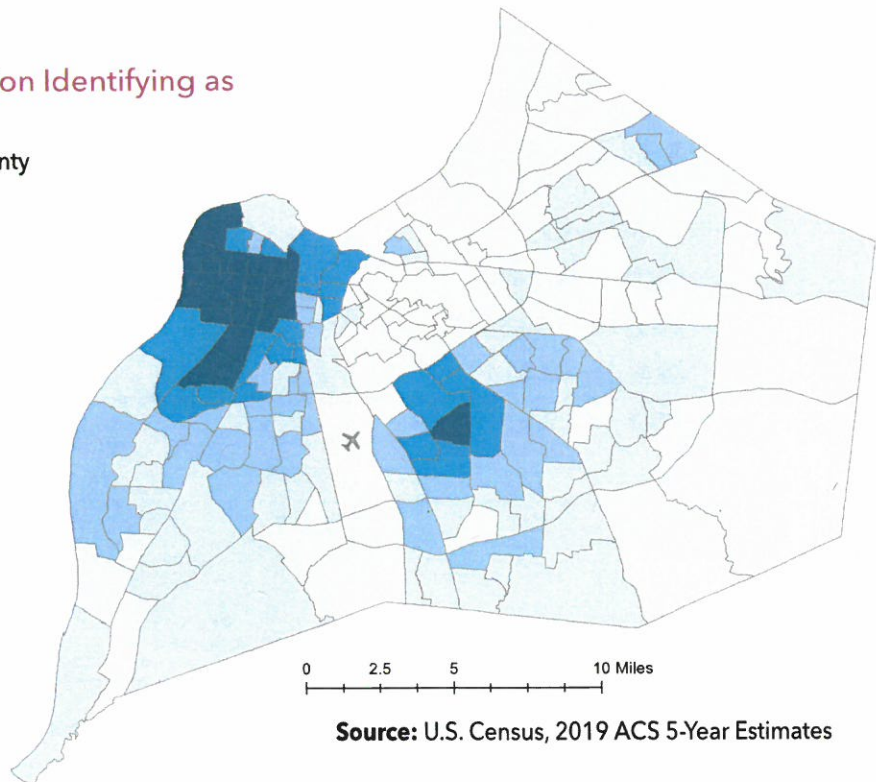 on Identifying as
nty
0 2.5 5 10 Miles
Source: U.S. Census, 2019 ACS 5-Year Estimates